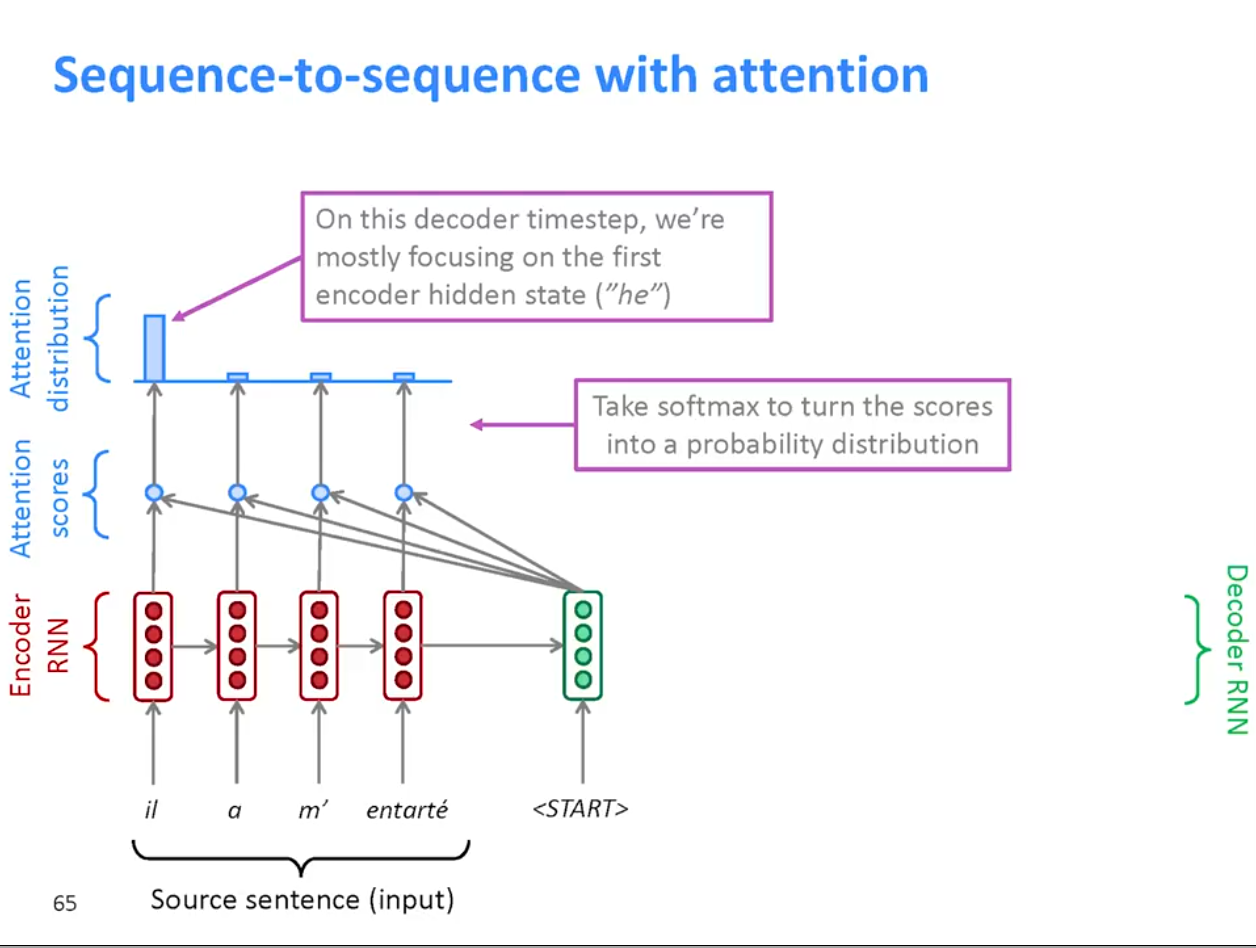 Sequence-to-sequence with attention
On this decoder timestep, we’re
mostly focusing on the first
encoder hidden state (”he”)
Attention
distribution
Take softmax to turn the scores
into a probability distribution
Attention
scores
Encoder
RNN
Decoder RNN
il a m’ entarté <START>
Source sentence (input)
65